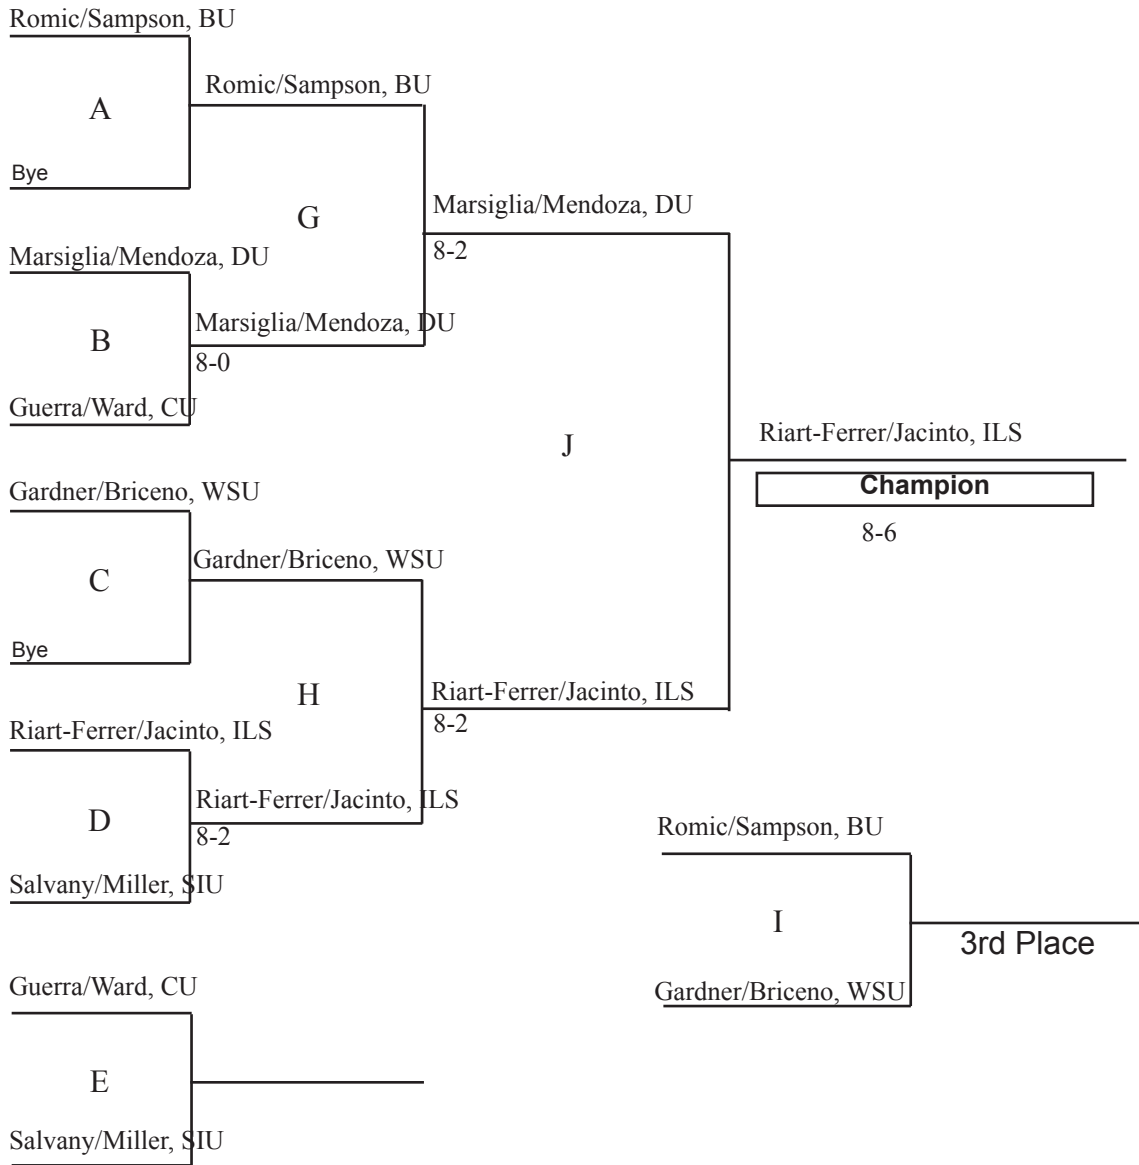 Romic/Sampson, BU
Romic/Sampson, BU
A
Bye
Marsiglia/Mendoza, DU
G
8-2
Marsiglia/Mendoza, DU
Marsiglia/Mendoza, DU
B
8-0
Guerra/Ward, CU
Riart-Ferrer/Jacinto, ILS
J
Champion
8-6
Gardner/Briceno, WSU
Gardner/Briceno, WSU
C
Bye
Riart-Ferrer/Jacinto, ILS
H
8-2
Riart-Ferrer/Jacinto, ILS
Riart-Ferrer/Jacinto, ILS
D
8-2
Salvany/Miller, SIU
Romic/Sampson, BU
I
3rd Place
Gardner/Briceno, WSU
Guerra/Ward, CU
E
Salvany/Miller, SIU